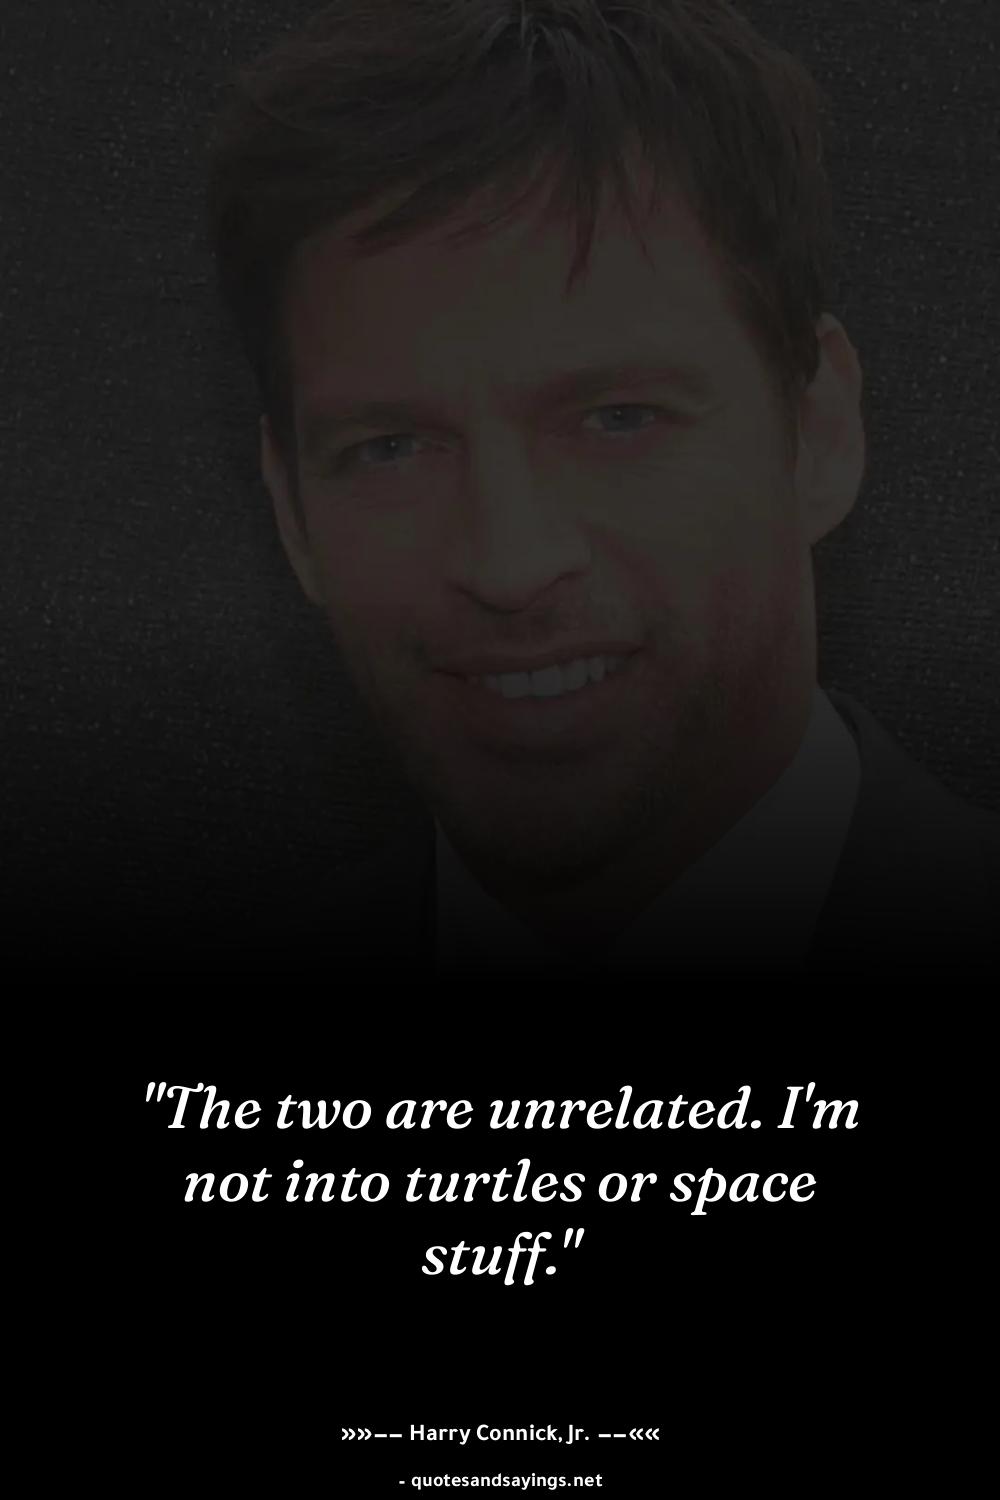 "The two are unrelated. I'm
not into turtles or space
stuff."
»»−− Harry Connick, Jr. −−««
- quotesandsayings.net